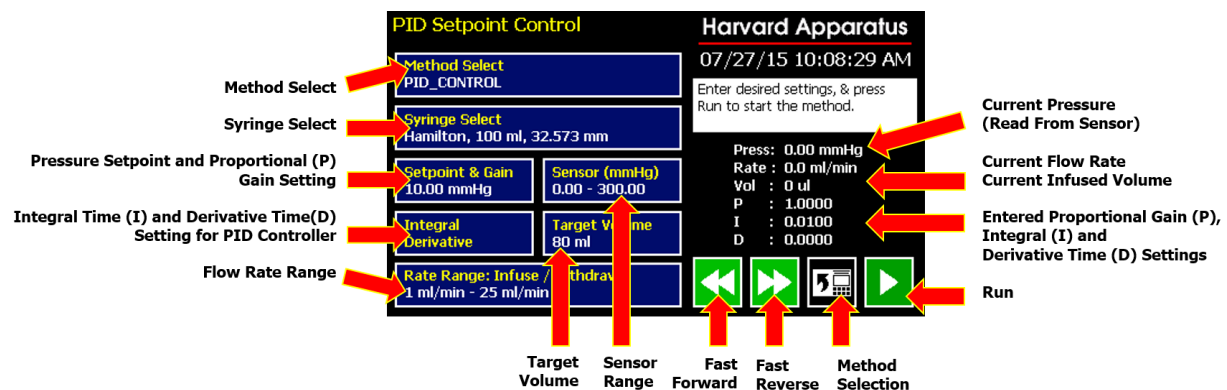 PID Setpoint Control
Harvard Apparatus
07/27/15 10:08:29 AM
Method Select
Method Select
PID_CONTROL
Enter desired settings, & press
Run to start the method.
Syringe Select
Syringe Select
Hamilton, 100 ml, 32.573 mm
Current Pressure
(Read From Sensor)
Pressure Setpoint and Proportional (P)
Gain Setting
Setpoint & Gain
10.00 mmHg
Sensor (mmHg)
0.00 - 300.00
Press: 0.00 mmHg
Rate : 0.0 ml/min
Vol : 0 ul
P : 1.0000
I : 0.0100
D : 0.0000
Current Flow Rate
Current Infused Volume
Integral Time (I) and Derivative Time(D)
Setting for PID Controller
Integral
Derivative
Target Volume
80 ml
Entered Proportional Gain (P),
Integral (I) and
Derivative Time (D) Settings
Flow Rate Range
Rate Range: Infuse / Withdraw
1 ml/min - 25 ml/min
Run
Target
Volume
Sensor
Range
Fast
Forward
Fast
Reverse
Method
Selection